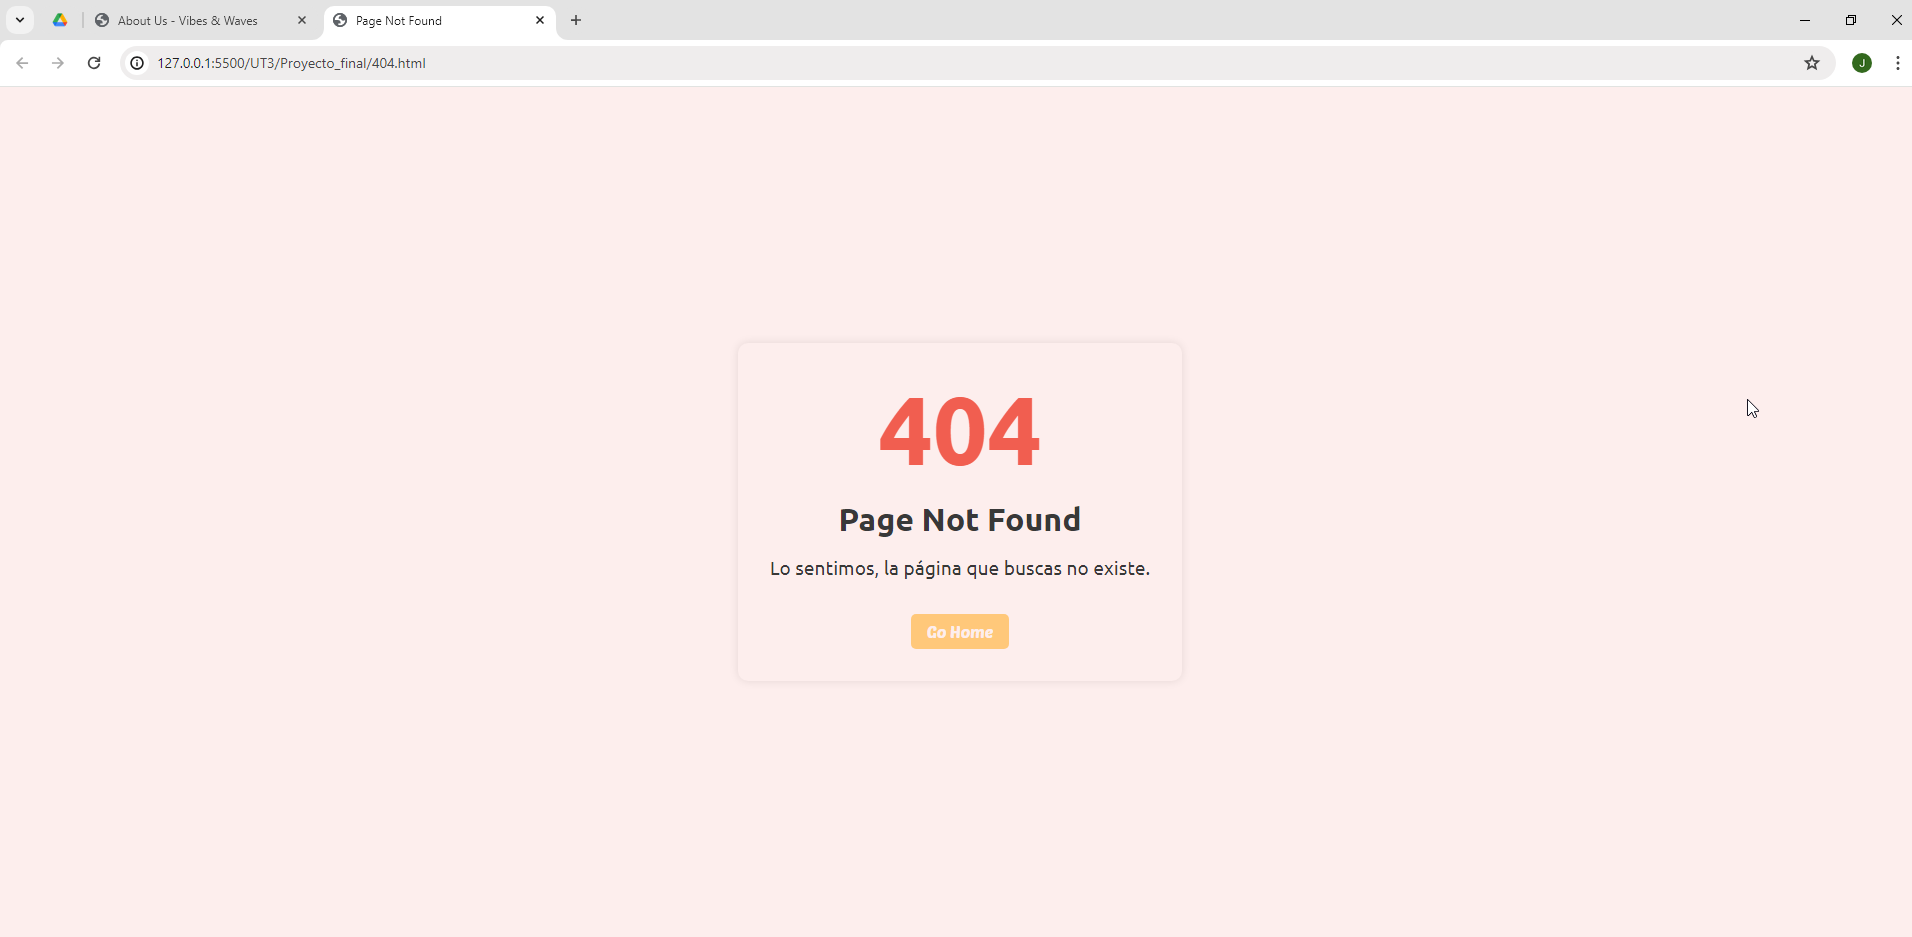 About Us - Vibes & Waves
Page Not Found
127.0.0.1:5500/UT3/Proyecto_final/404.html
J
404
Page Not Found
Lo sentimos, la página que buscas no existe.
Go Home